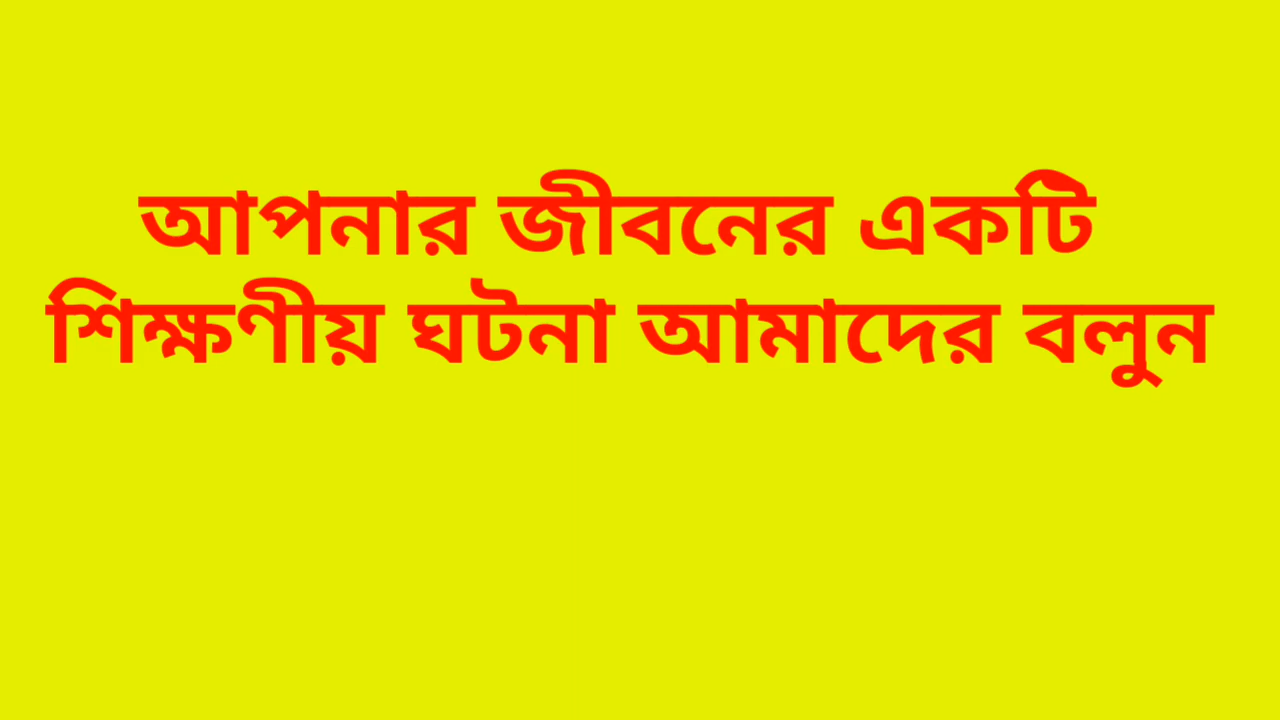 আপনার জীবনের একটি
শিক্ষণীয় ঘটনা আমাদের বলুন